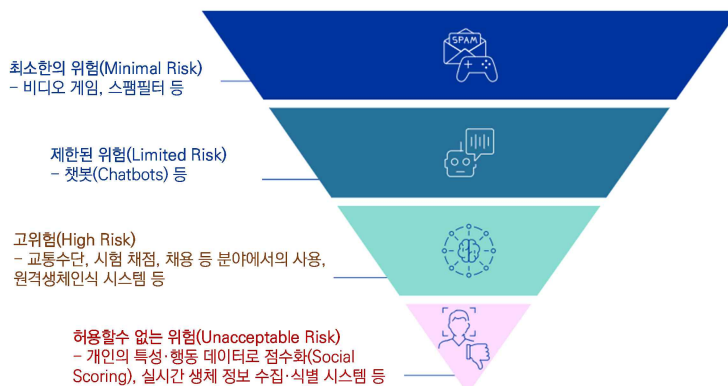 SPAM
최소한의 위험(Minimal Risk)
– 비디오 게임, 스팸필터 등
제한된 위험(Limited Risk)
– 챗봇(Chatbots) 등
고위험(High Risk)
– 교통수단, 시험 채점, 채용 등 분야에서의 사용,
원격생체인식 시스템 등
허용할수 없는 위험(Unacceptable Risk)
– 개인의 특성·행동 데이터로 점수화(Social
Scoring), 실시간 생체 정보 수집·식별 시스템 등